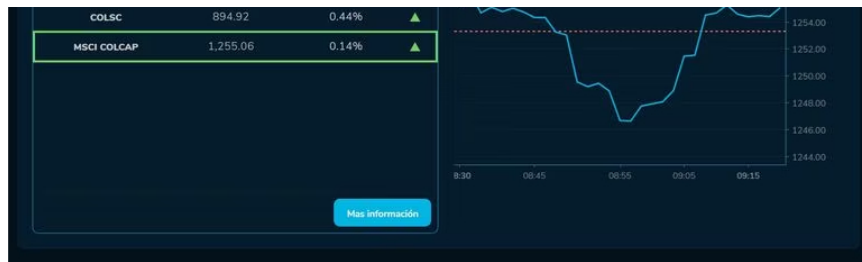 COLSC 894.92 0.44% ▲
MSCI COLCAP 1,255.06 0.14% ▲
Mas información
1254.00
1252.00
1250.00
1248.00
1246.00
1244.00
8:30 08:45 08:55 09:05 09:15